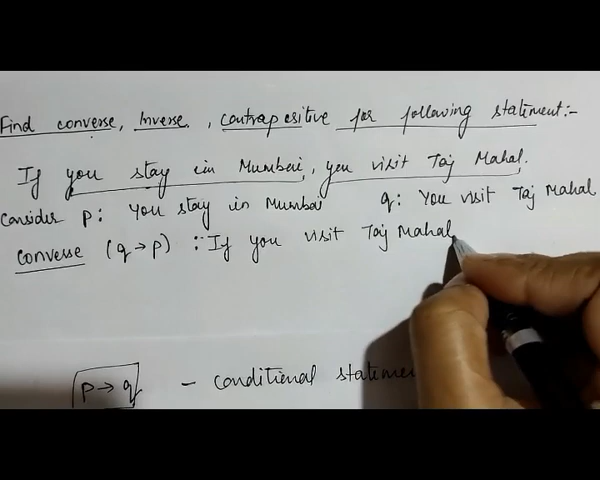 Find converse, Inverse, contrapositive for following statement:-
If you stay in Mumbai, you visit Taj Mahal.
Consider p: You stay in Mumbai q: You visit Taj Mahal
Converse (q→p) :- If you visit Taj Mahal,
p→q - conditional stateme